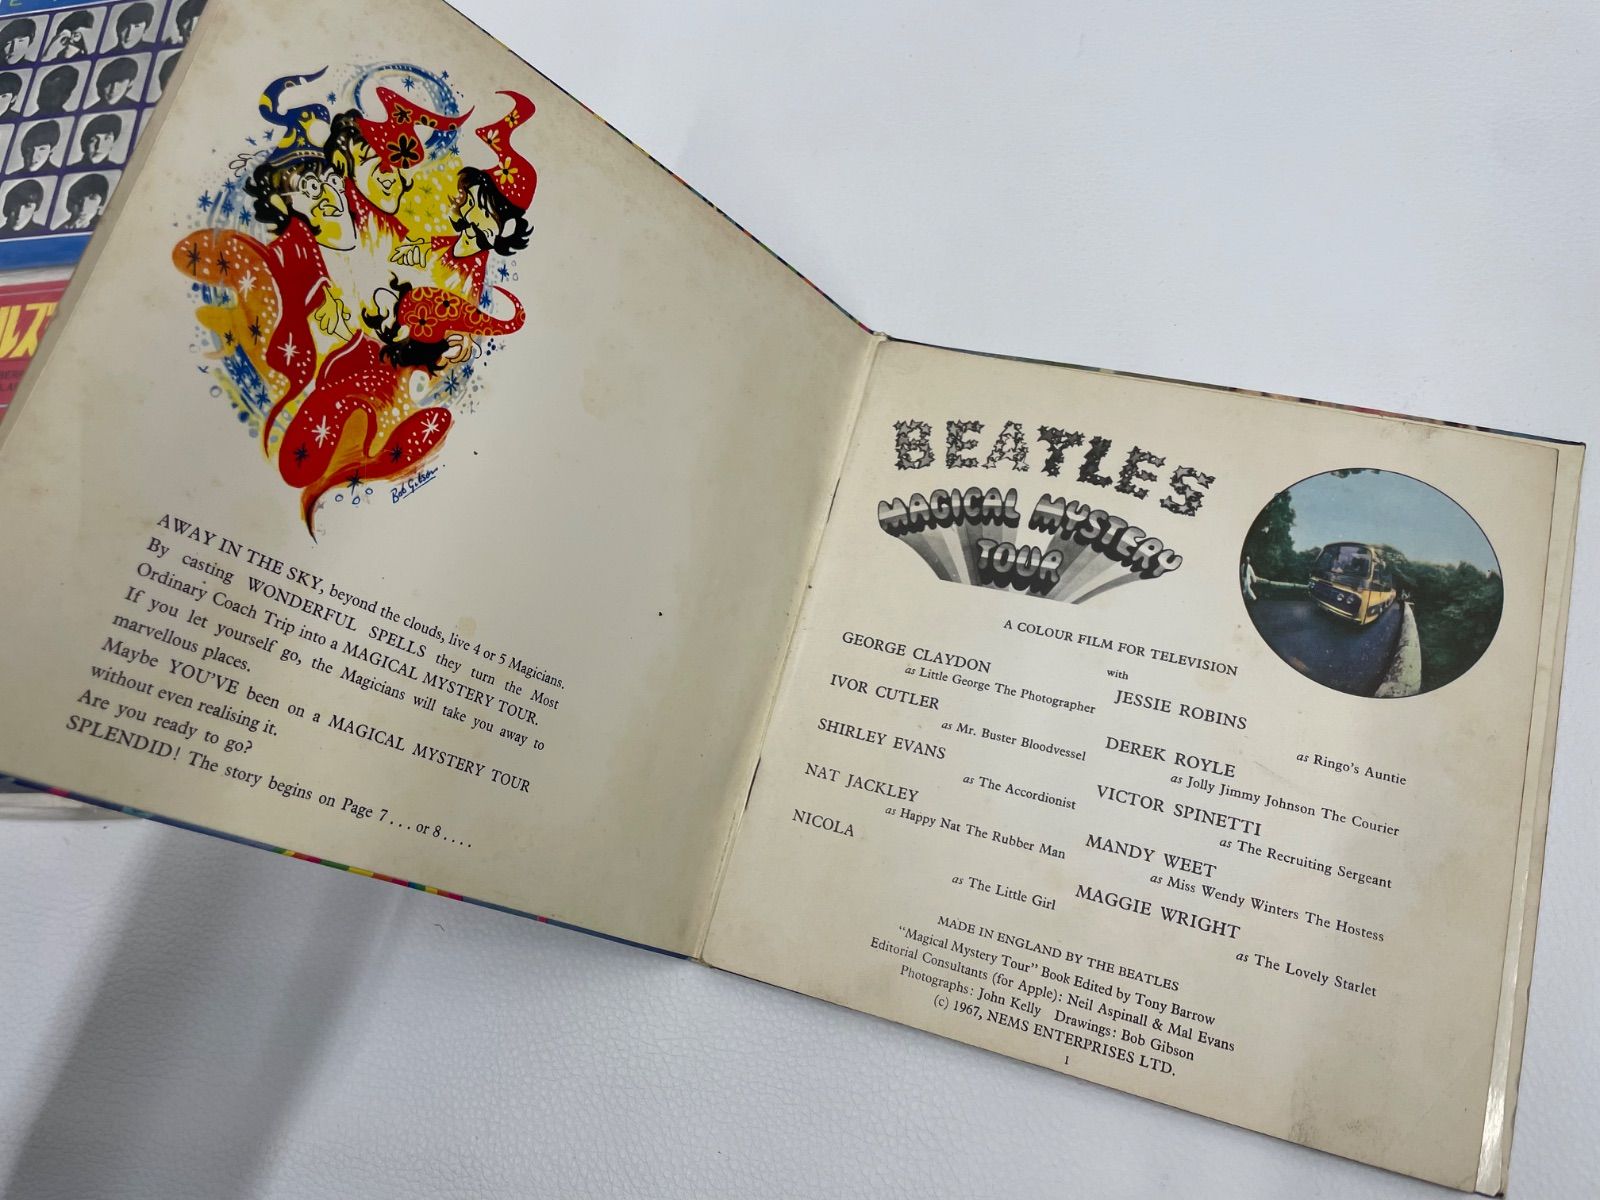 ルズ
Bob Gibson.
AWAY IN THE SKY, beyond the clouds, live 4 or 5 Magicians.
By casting WONDERFUL SPELLS they turn the Most
Ordinary Coach Trip into a MAGICAL MYSTERY TOUR.
If you let yourself go, the Magicians will take you away to
marvellous places.
Maybe YOU'VE been on a MAGICAL MYSTERY TOUR
without even realising it.
Are you ready to go?
SPLENDID! The story begins on Page 7 . . . or 8 . . . .
BEATLES
MAGICAL MYSTERY
TOUR
A COLOUR FILM FOR TELEVISION
with
GEORGE CLAYDON
as Little George The Photographer
IVOR CUTLER
as Mr. Buster Bloodvessel
SHIRLEY EVANS
as The Accordionist
NAT JACKLEY
as Happy Nat The Rubber Man
NICOLA
as The Little Girl
JESSIE ROBINS
as Ringo's Auntie
DEREK ROYLE
as Jolly Jimmy Johnson The Courier
VICTOR SPINETTI
as The Recruiting Sergeant
MANDY WEET
as Miss Wendy Winters The Hostess
MAGGIE WRIGHT
as The Lovely Starlet
MADE IN ENGLAND BY THE BEATLES
"Magical Mystery Tour" Book Edited by Tony Barrow
Editorial Consultants (for Apple): Neil Aspinall & Mal Evans
Photographs: John Kelly Drawings: Bob Gibson
(c) 1967, NEMS ENTERPRISES LTD.
1